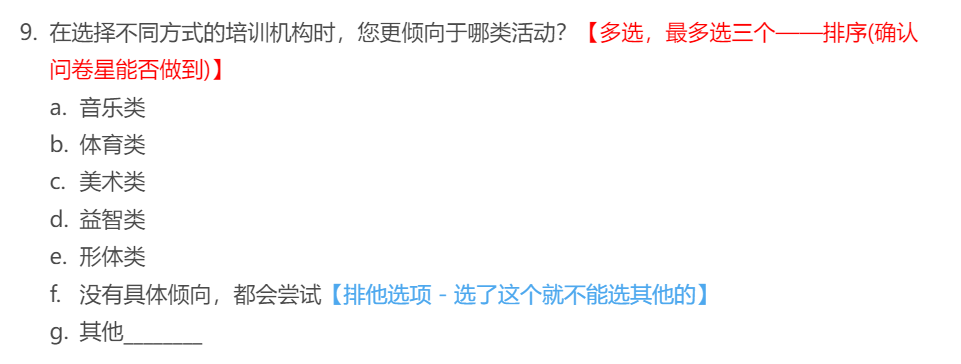 9. 在选择不同方式的培训机构时，您更倾向于哪类活动？【多选，最多选三个——排序(确认
问卷星能否做到)】
a. 音乐类
b. 体育类
c. 美术类
d. 益智类
e. 形体类
f. 没有具体倾向，都会尝试【排他选项 - 选了这个就不能选其他的】
g. 其他________